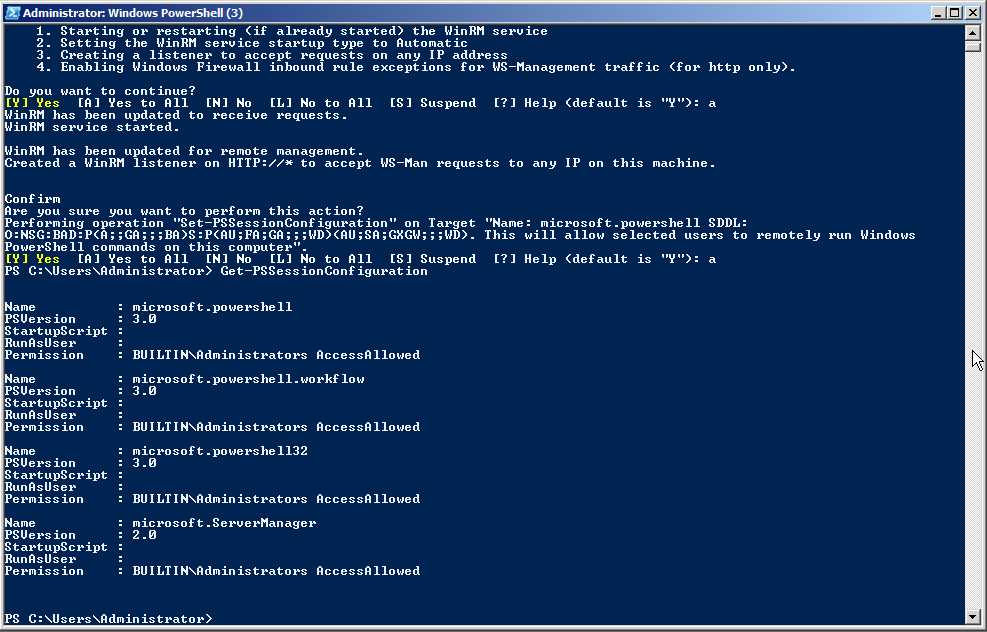 Administrator: Windows PowerShell (3)
1. Starting or restarting (if already started) the WinRM service
2. Setting the WinRM service startup type to Automatic
3. Creating a listener to accept requests on any IP address
4. Enabling Windows Firewall inbound rule exceptions for WS-Management traffic (for http only).
Do you want to continue?
[Y] Yes  [A] Yes to All  [N] No  [L] No to All  [S] Suspend  [?] Help (default is "Y"): a
WinRM has been updated to receive requests.
WinRM service started.
WinRM has been updated for remote management.
Created a WinRM listener on HTTP://* to accept WS-Man requests to any IP on this machine.
Confirm
Are you sure you want to perform this action?
Performing operation "Set-PSSessionConfiguration" on Target "Name: microsoft.powershell SDDL:
O:NSG:BAD:P(A;;GA;;;BA)S:P(AU;FA;GA;;;WD)(AU;SA;GXGW;;;WD). This will allow selected users to remotely run Windows
PowerShell commands on this computer".
[Y] Yes  [A] Yes to All  [N] No  [L] No to All  [S] Suspend  [?] Help (default is "Y"): a
PS C:\Users\Administrator> Get-PSSessionConfiguration
Name          : microsoft.powershell
PSVersion     : 3.0
StartupScript :
RunAsUser     :
Permission    : BUILTIN\Administrators AccessAllowed
Name          : microsoft.powershell.workflow
PSVersion     : 3.0
StartupScript :
RunAsUser     :
Permission    : BUILTIN\Administrators AccessAllowed
Name          : microsoft.powershell32
PSVersion     : 3.0
StartupScript :
RunAsUser     :
Permission    : BUILTIN\Administrators AccessAllowed
Name          : microsoft.ServerManager
PSVersion     : 2.0
StartupScript :
RunAsUser     :
Permission    : BUILTIN\Administrators AccessAllowed
PS C:\Users\Administrator>